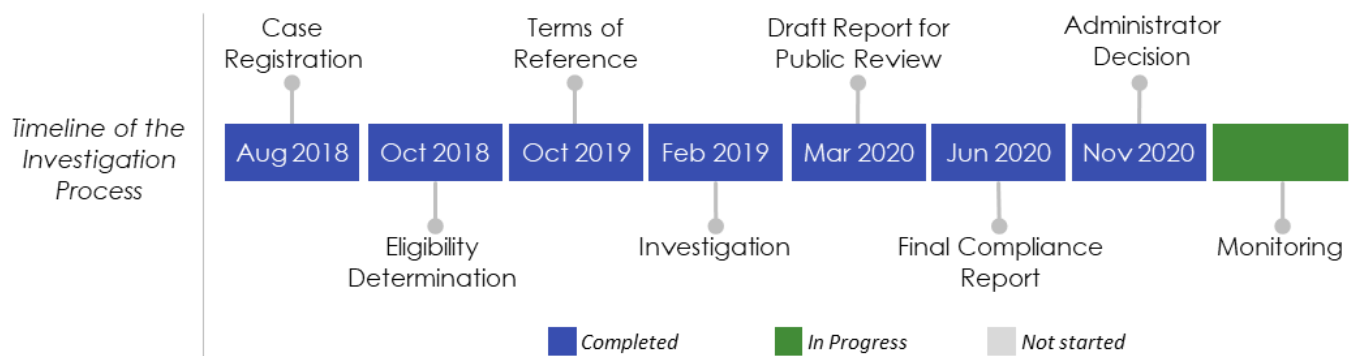 Case
Registration
Terms of
Reference
Draft Report for
Public Review
Administrator
Decision
Timeline of the
Investigation
Process
Aug 2018
Oct 2018
Oct 2019
Feb 2019
Mar 2020
Jun 2020
Nov 2020
Eligibility
Determination
Investigation
Final Compliance
Report
Monitoring
Completed
In Progress
Not started